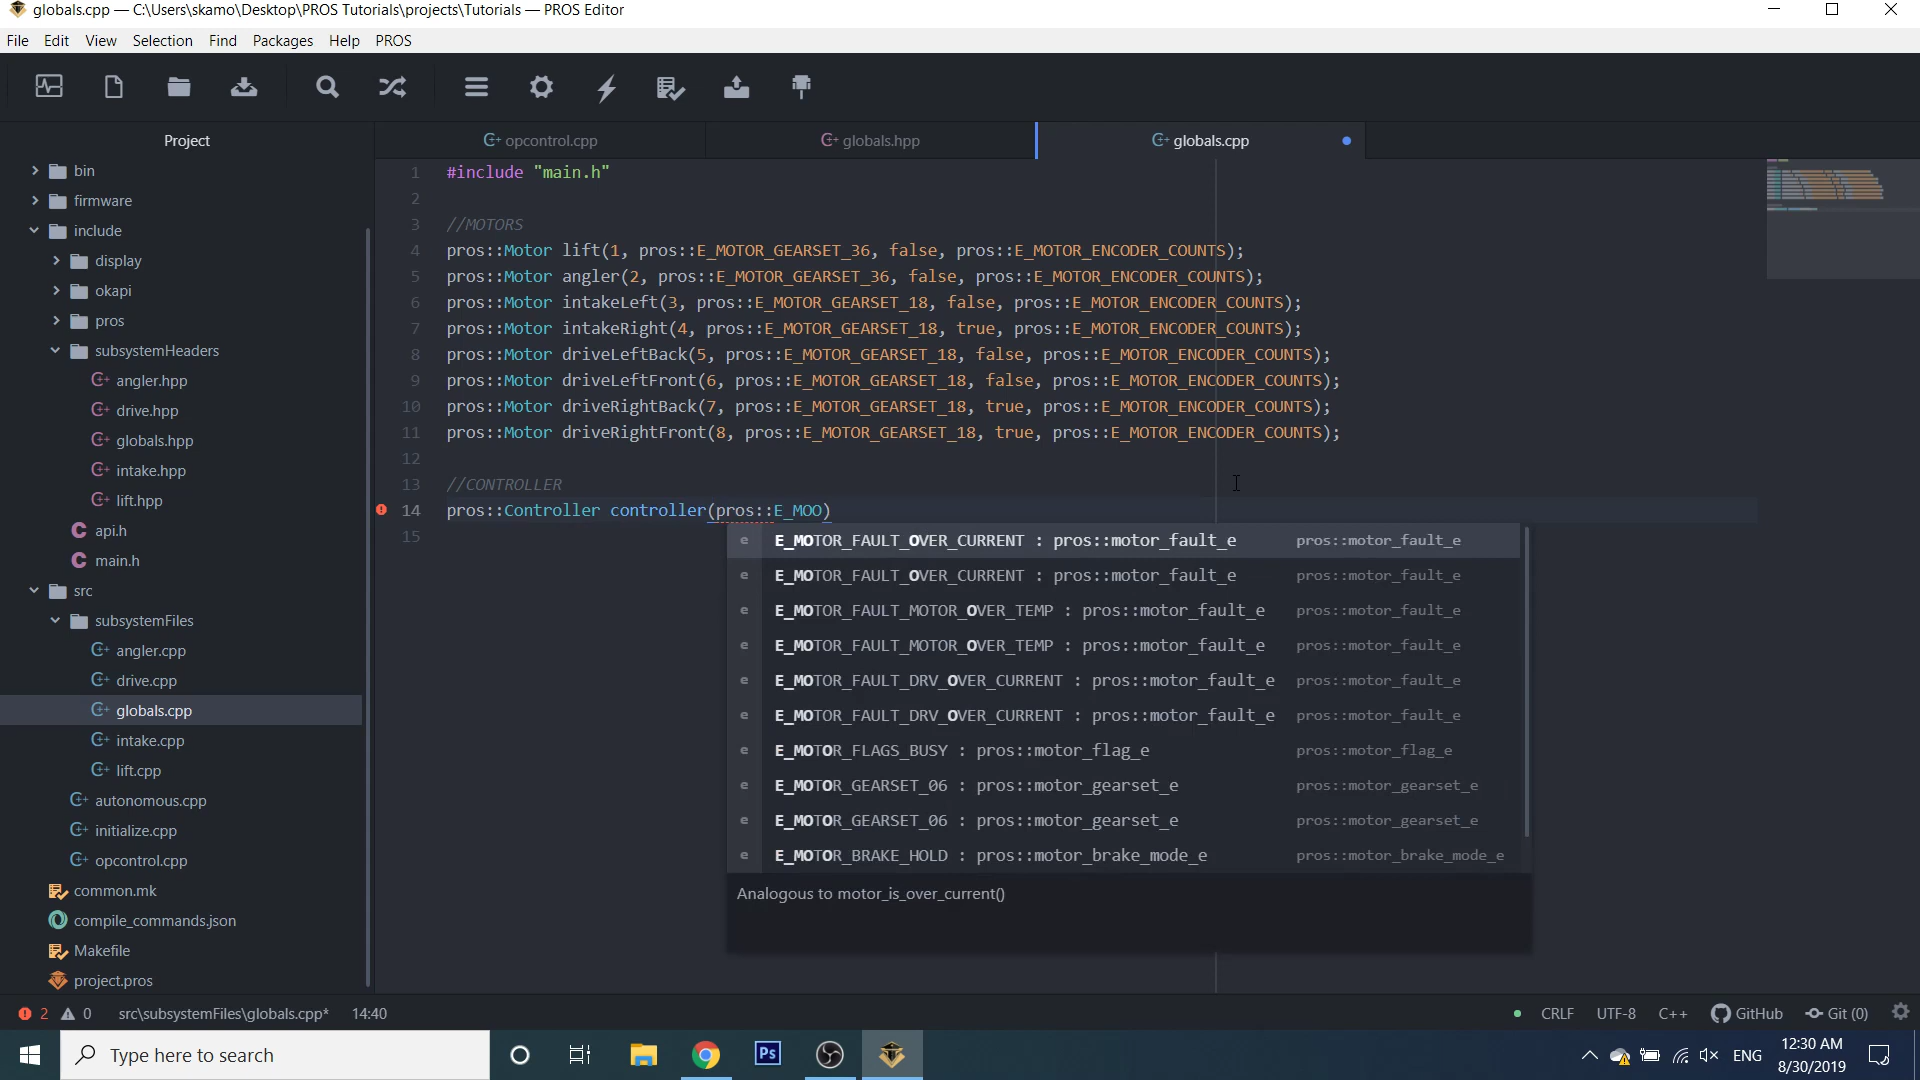 globals.cpp — C:\Users\skamo\Desktop\PROS Tutorials\projects\Tutorials — PROS Editor
File Edit View Selection Find Packages Help PROS
Project
opcontrol.cpp globals.hpp globals.cpp
bin
firmware
include
display
okapi
pros
subsystemHeaders
angler.hpp
drive.hpp
globals.hpp
intake.hpp
lift.hpp
api.h
main.h
src
subsystemFiles
angler.cpp
drive.cpp
globals.cpp
intake.cpp
lift.cpp
autonomous.cpp
initialize.cpp
opcontrol.cpp
common.mk
compile_commands.json
Makefile
project.pros
1 #include "main.h"
2
3 //MOTORS
4 pros::Motor lift(1, pros::E_MOTOR_GEARSET_36, false, pros::E_MOTOR_ENCODER_COUNTS);
5 pros::Motor angler(2, pros::E_MOTOR_GEARSET_36, false, pros::E_MOTOR_ENCODER_COUNTS);
6 pros::Motor intakeLeft(3, pros::E_MOTOR_GEARSET_18, false, pros::E_MOTOR_ENCODER_COUNTS);
7 pros::Motor intakeRight(4, pros::E_MOTOR_GEARSET_18, true, pros::E_MOTOR_ENCODER_COUNTS);
8 pros::Motor driveLeftBack(5, pros::E_MOTOR_GEARSET_18, false, pros::E_MOTOR_ENCODER_COUNTS);
9 pros::Motor driveLeftFront(6, pros::E_MOTOR_GEARSET_18, false, pros::E_MOTOR_ENCODER_COUNTS);
10 pros::Motor driveRightBack(7, pros::E_MOTOR_GEARSET_18, true, pros::E_MOTOR_ENCODER_COUNTS);
11 pros::Motor driveRightFront(8, pros::E_MOTOR_GEARSET_18, true, pros::E_MOTOR_ENCODER_COUNTS);
12
13 //CONTROLLER
14 pros::Controller controller(pros::E_MOO)
15
e E_MOTOR_FAULT_OVER_CURRENT : pros::motor_fault_e pros::motor_fault_e
e E_MOTOR_FAULT_OVER_CURRENT : pros::motor_fault_e pros::motor_fault_e
e E_MOTOR_FAULT_MOTOR_OVER_TEMP : pros::motor_fault_e pros::motor_fault_e
e E_MOTOR_FAULT_MOTOR_OVER_TEMP : pros::motor_fault_e pros::motor_fault_e
e E_MOTOR_FAULT_DRV_OVER_CURRENT : pros::motor_fault_e pros::motor_fault_e
e E_MOTOR_FAULT_DRV_OVER_CURRENT : pros::motor_fault_e pros::motor_fault_e
e E_MOTOR_FLAGS_BUSY : pros::motor_flag_e pros::motor_flag_e
e E_MOTOR_GEARSET_06 : pros::motor_gearset_e pros::motor_gearset_e
e E_MOTOR_GEARSET_06 : pros::motor_gearset_e pros::motor_gearset_e
e E_MOTOR_BRAKE_HOLD : pros::motor_brake_mode_e pros::motor_brake_mode_e
Analogous to motor_is_over_current()
2 0 src\subsystemFiles\globals.cpp* 14:40 CRLF UTF-8 C++ GitHub Git (0)
Type here to search
Ps
ENG
12:30 AM
8/30/2019